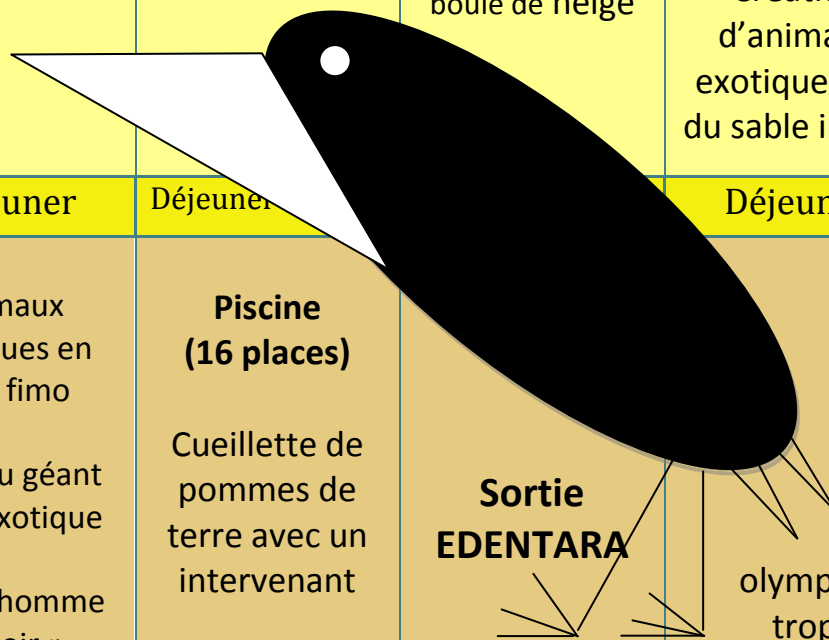 boule de neige
d'anima
exotique
du sable i
uner
Déjeuner
Déjeun
maux
ues en
fimo
u géant
xotique
homme
Piscine
(16 places)
Cueillette de
pommes de
terre avec un
intervenant
Sortie
EDENTARA
olymp
trop